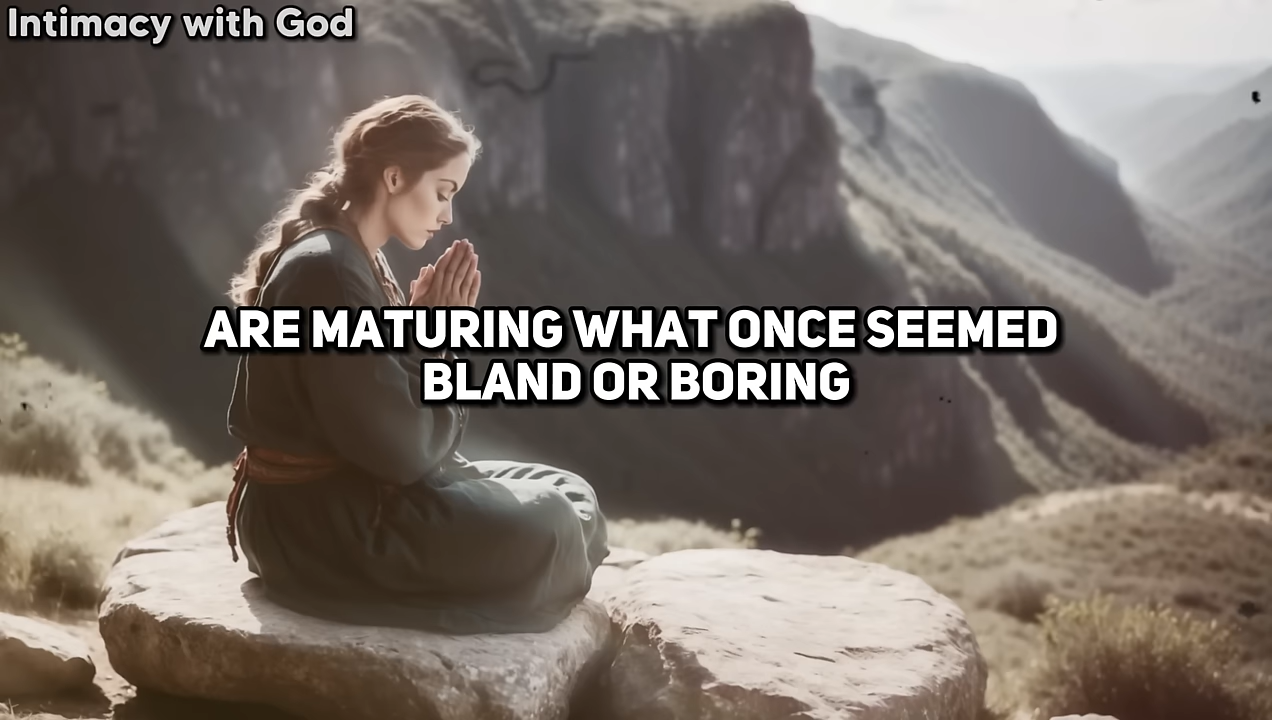 Intimacy with God
ARE MATURING WHAT ONCE SEEMED
BLAND OR BORING